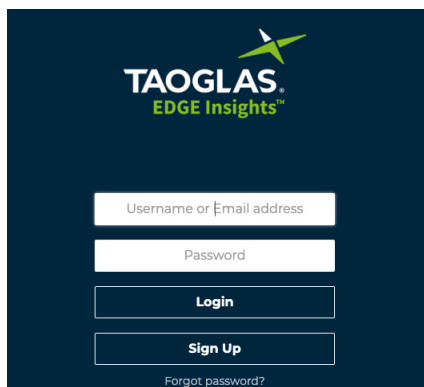 TAOGLAS.
EDGE Insights™
Username or Email address
Password
Login
Sign Up
Forgot password?